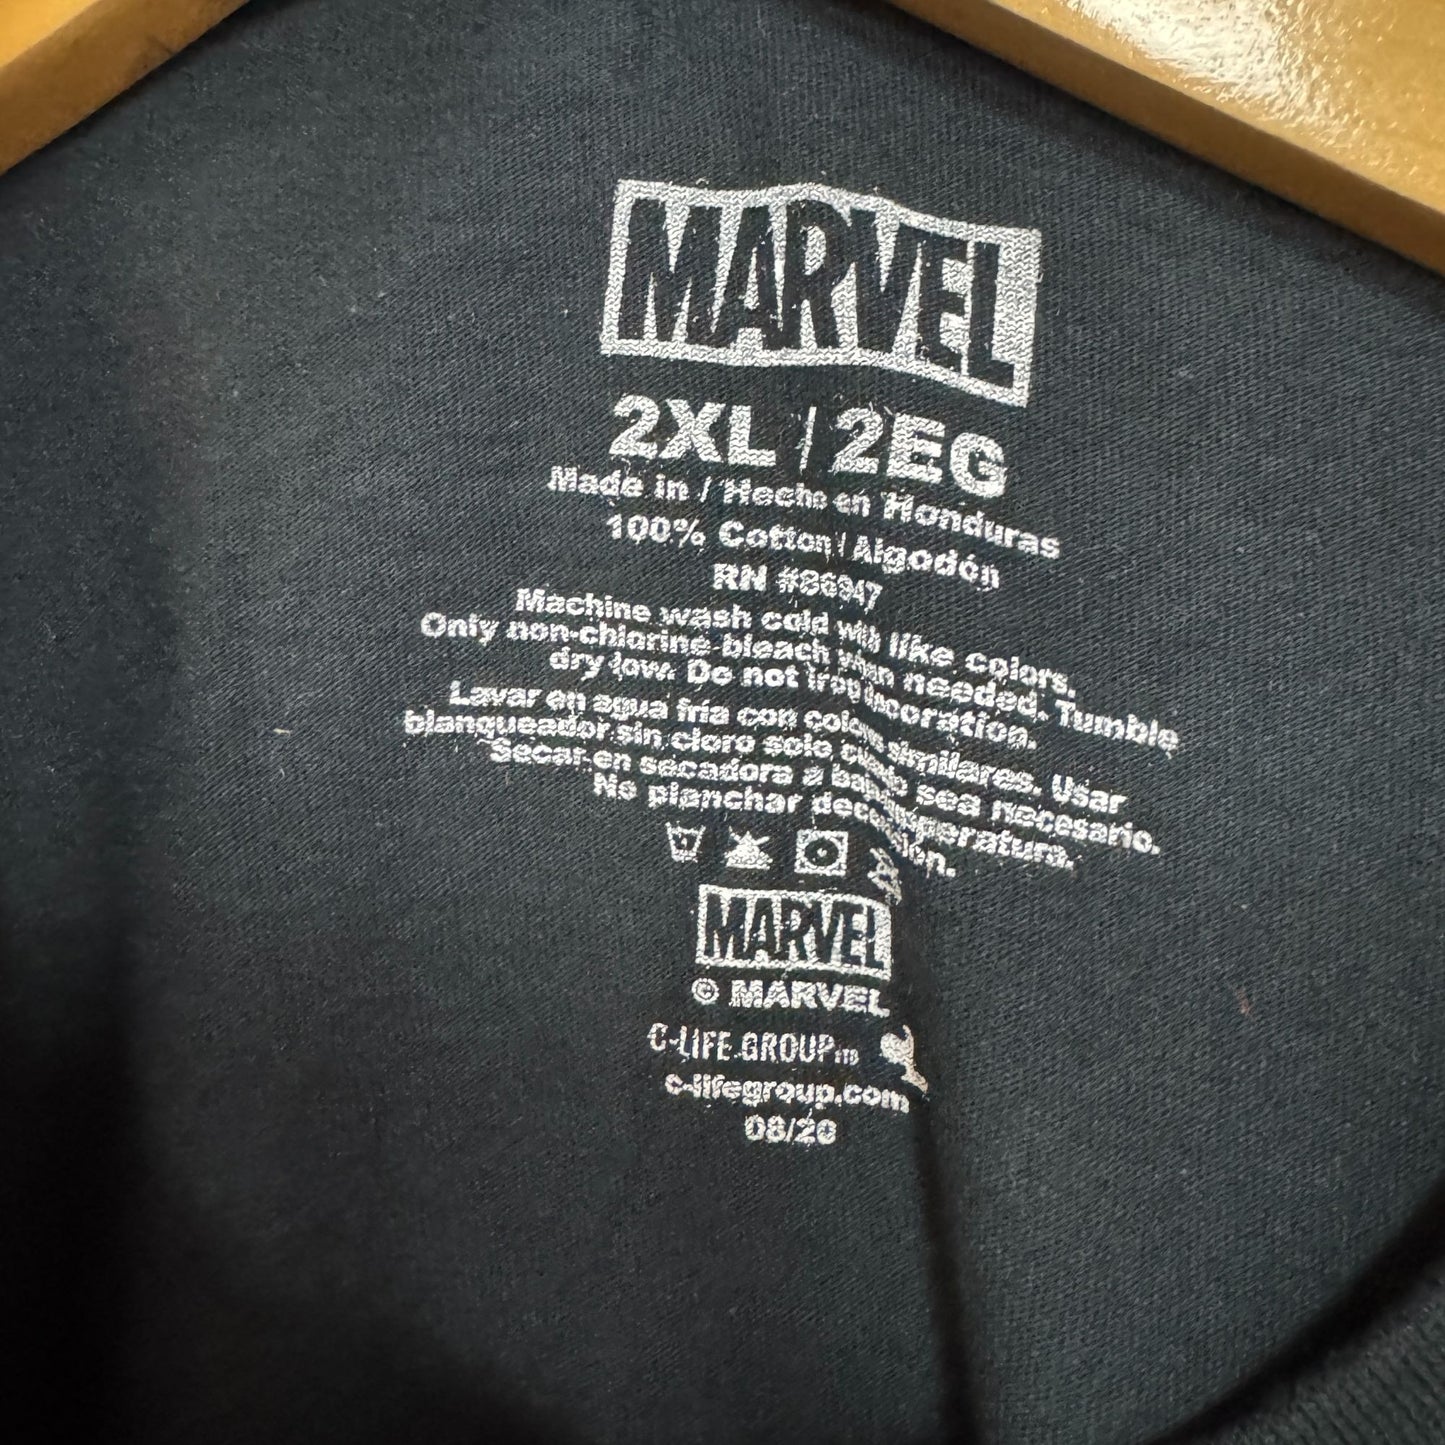 MARVEL
2XL / 2EG
Made in / Hecho en Honduras
100% Cotton / Algodón
RN #86947
Machine wash cold with like colors.
Only non-chlorine bleach when needed. Tumble
dry low. Do not iron decoration.
Lavar en agua fría con colores similares. Usar
blanqueador sin cloro solo cuando sea necesario.
Secar en secadora a baja temperatura.
No planchar decoración.
MARVEL
© MARVEL
C-LIFE GROUP LTD
c-lifegroup.com
08/20